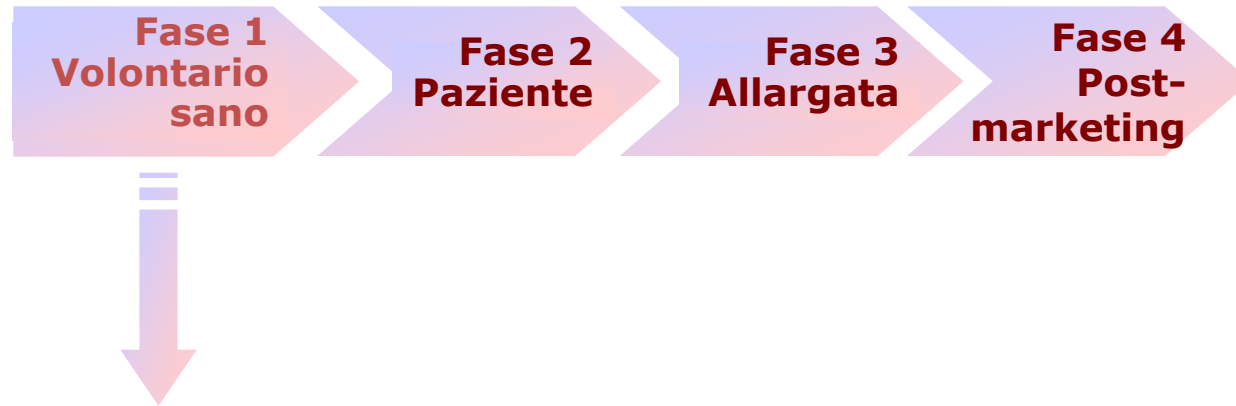 Fase 1
Volontario
sano
Fase 2
Paziente
Fase 3
Allargata
Fase 4
Post-
marketing